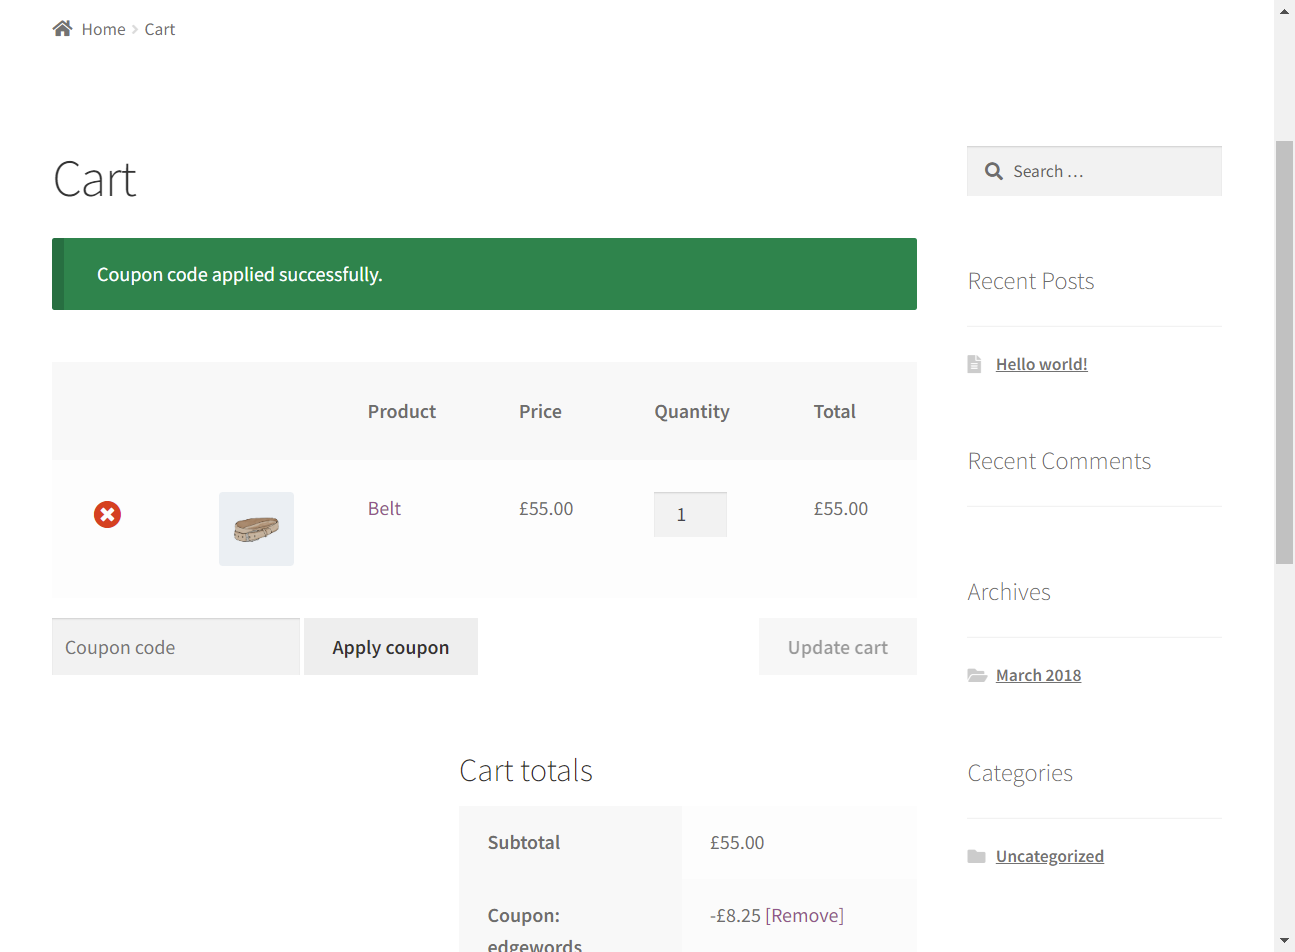 Home Cart
Cart
Coupon code applied successfully.
Product Price Quantity Total
Belt £55.00 1 £55.00
Coupon code Apply coupon Update cart
Cart totals
Subtotal £55.00
Coupon: -£8.25 [Remove]
edgewords
Search …
Recent Posts
Hello world!
Recent Comments
Archives
March 2018
Categories
Uncategorized